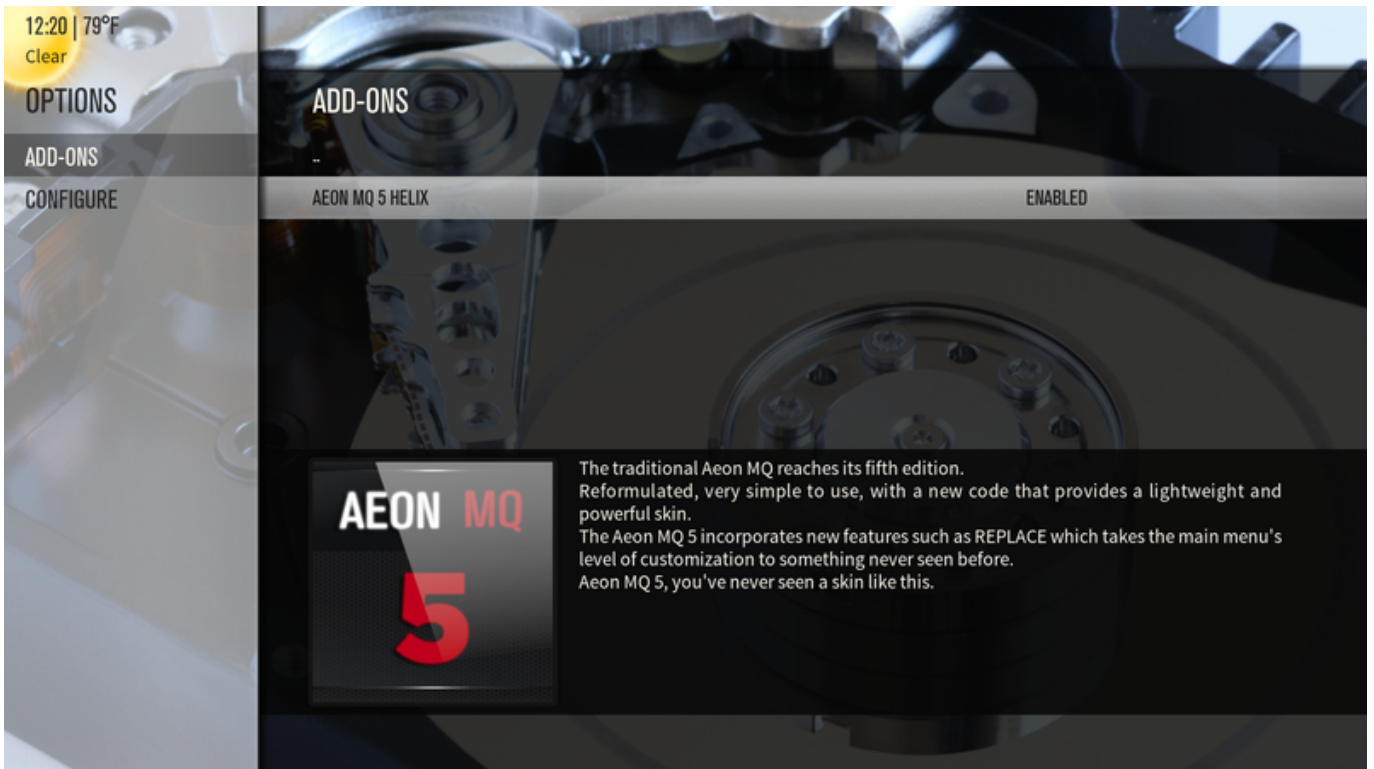 12:20 | 79°F
Clear
OPTIONS
ADD-ONS
CONFIGURE
ADD-ONS
..
AEON MQ 5 HELIX ENABLED
AEON MQ
5
The traditional Aeon MQ reaches its fifth edition.
Reformulated, very simple to use, with a new code that provides a lightweight and
powerful skin.
The Aeon MQ 5 incorporates new features such as REPLACE which takes the main menu's
level of customization to something never seen before.
Aeon MQ 5, you've never seen a skin like this.